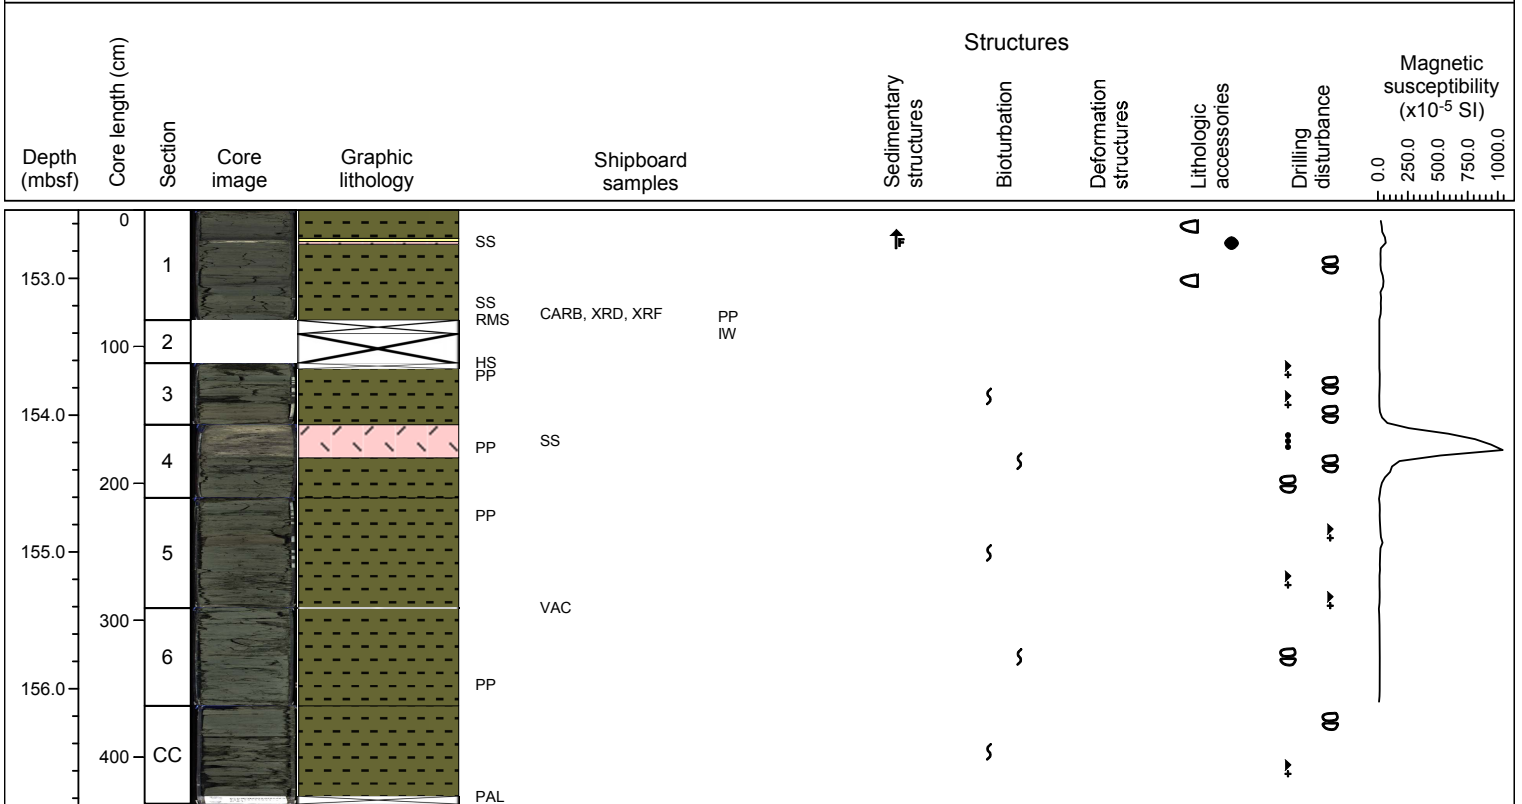 Structures
Depth
(mbsf)
Core length (cm)
Section
Core
image
Graphic
lithology
Shipboard
samples
Sedimentary
structures
Bioturbation
Deformation
structures
Lithologic
accessories
Drilling
disturbance
Magnetic
susceptibility
(x10-5 SI)
0.0
250.0
500.0
750.0
1000.0
0
SS
F
1
153.0
SS
RMS CARB, XRD, XRF PP
IW
100
2
HS
PP
3
154.0
PP SS
4
200
PP
155.0
5
VAC
300
6
PP
156.0
400
CC
PAL